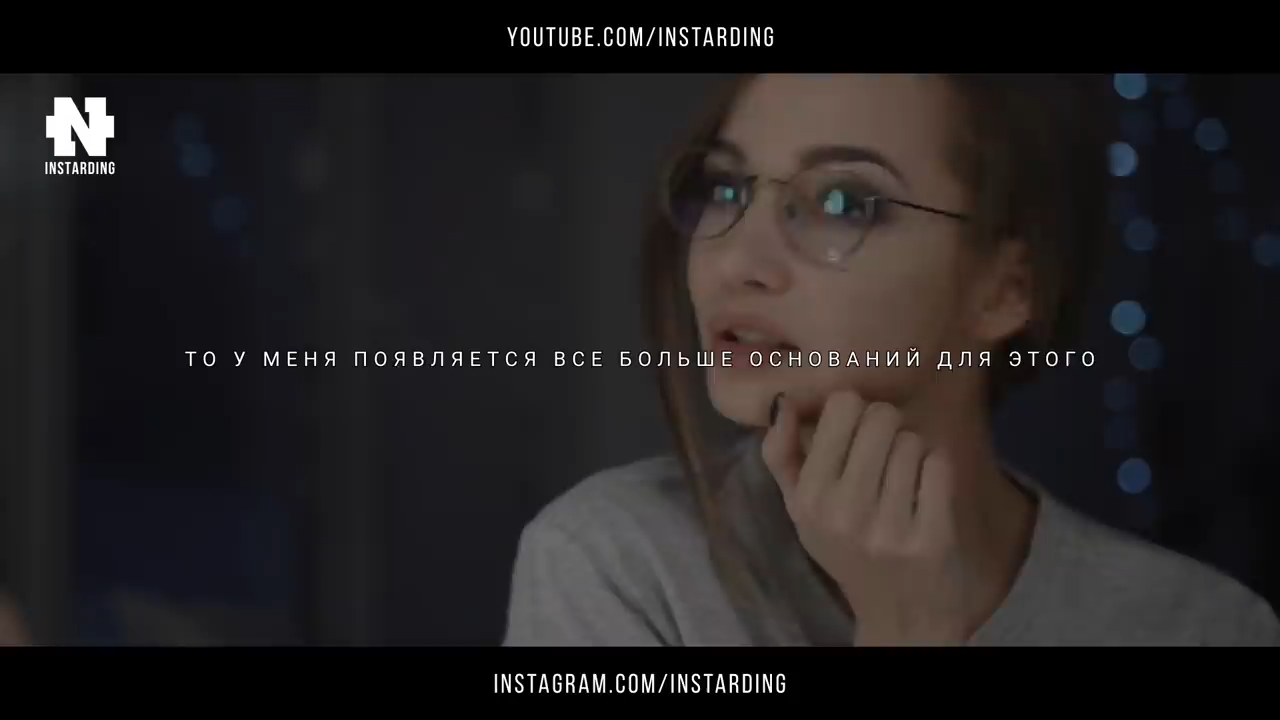 YOUTUBE.COM/INSTARDING
N
INSTARDING
ТО У МЕНЯ ПОЯВЛЯЕТСЯ ВСЕ БОЛЬШЕ ОСНОВАНИЙ ДЛЯ ЭТОГО
INSTAGRAM.COM/INSTARDING